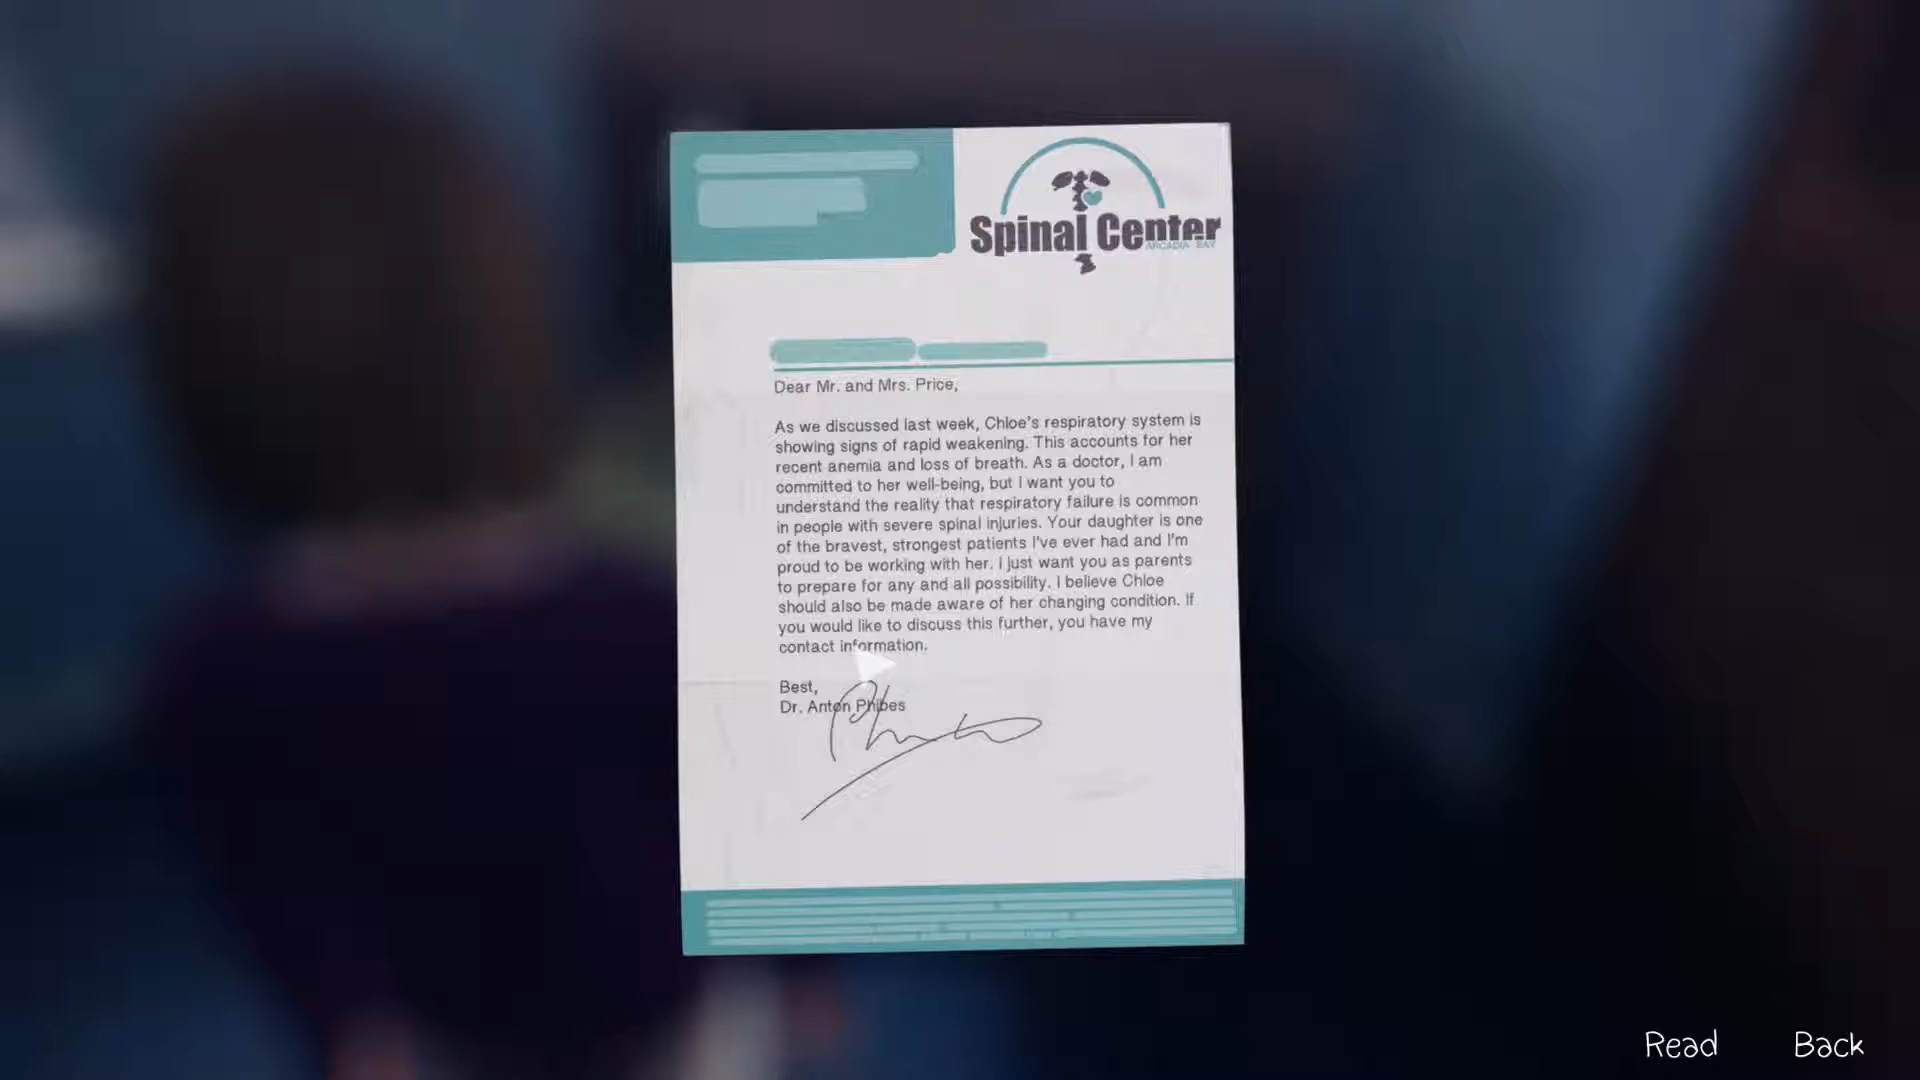 Spinal Center
ARCADIA BAY
Dear Mr. and Mrs. Price,
As we discussed last week, Chloe's respiratory system is
showing signs of rapid weakening. This accounts for her
recent anemia and loss of breath. As a doctor, I am
committed to her well-being, but I want you to
understand the reality that respiratory failure is common
in people with severe spinal injuries. Your daughter is one
of the bravest, strongest patients I've ever had and I'm
proud to be working with her. I just want you as parents
to prepare for any and all possibility. I believe Chloe
should also be made aware of her changing condition. If
you would like to discuss this further, you have my
contact information.
Best,
Dr. Anton Phibes
Read
Back